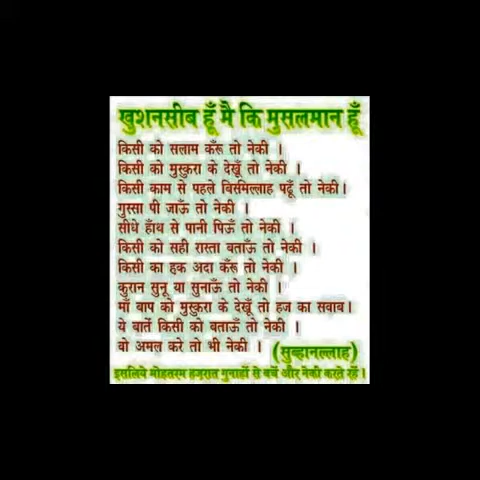 खुशनसीब हूँ मै कि मुसलमान हूँ
किसी को सलाम करूँ तो नेकी ।
किसी को मुस्कुरा के देखूँ तो नेकी ।
किसी काम से पहले बिसमिल्लाह पढूँ तो नेकी।
गुस्सा पी जाऊँ तो नेकी ।
सीधे हाँथ से पानी पिऊँ तो नेकी ।
किसी को सही रास्ता बताऊँ तो नेकी ।
किसी का हक अदा करूँ तो नेकी ।
कुरान सुनू या सुनाऊँ तो नेकी ।
माँ बाप को मुस्कुरा के देखूँ तो हज का सवाब।
ये बातें किसी को बताऊँ तो नेकी ।
वो अमल करे तो भी नेकी । (सुब्हानल्लाह)
इसलिये मोहतरम हजरात गुनाहों से बचें और नेकी करते रहें ।